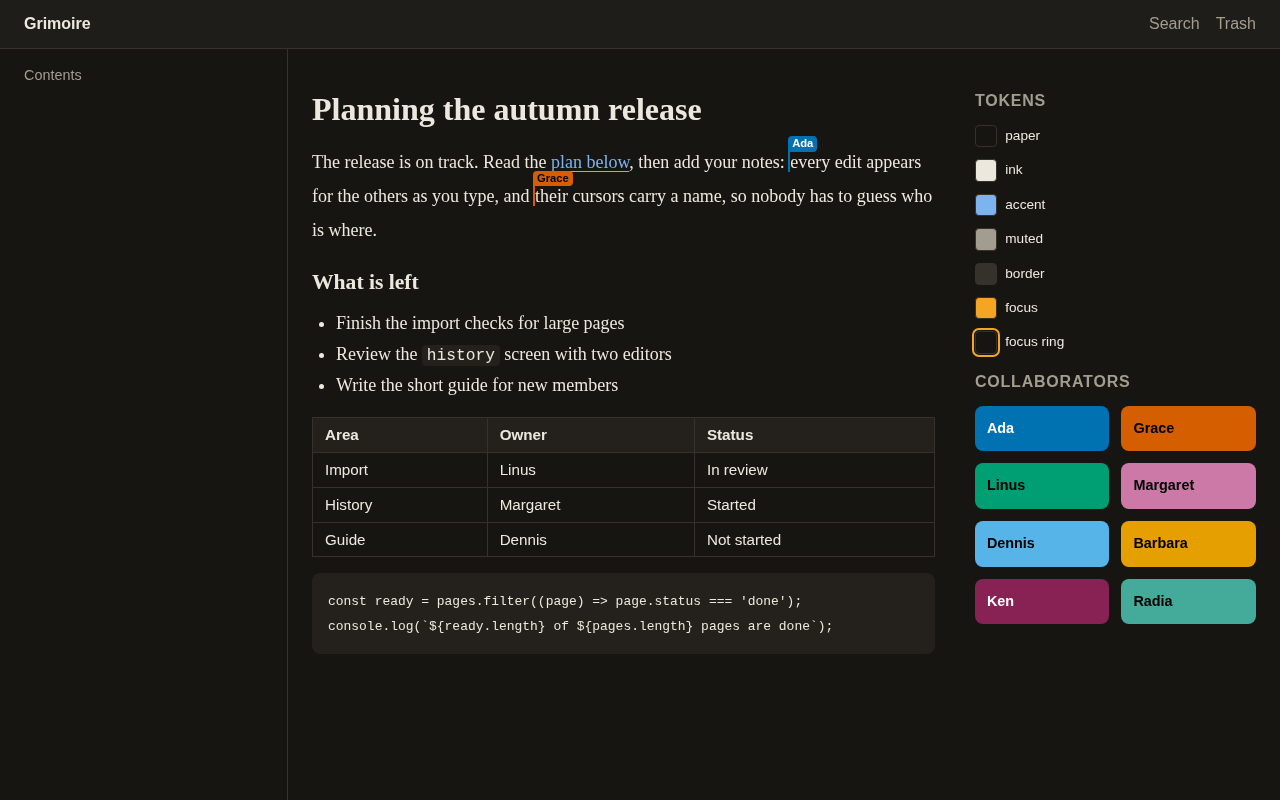 Grimoire
Search
Trash
Contents
Planning the autumn release
Ada
The release is on track. Read the plan below, then add your notes: every edit appears
Grace
for the others as you type, and their cursors carry a name, so nobody has to guess who
is where.
What is left
• Finish the import checks for large pages
• Review the history screen with two editors
• Write the short guide for new members
Area Owner Status
Import Linus In review
History Margaret Started
Guide Dennis Not started
const ready = pages.filter((page) => page.status === 'done');
console.log(`${ready.length} of ${pages.length} pages are done`);
TOKENS
paper
ink
accent
muted
border
focus
focus ring
COLLABORATORS
Ada Grace
Linus Margaret
Dennis Barbara
Ken Radia